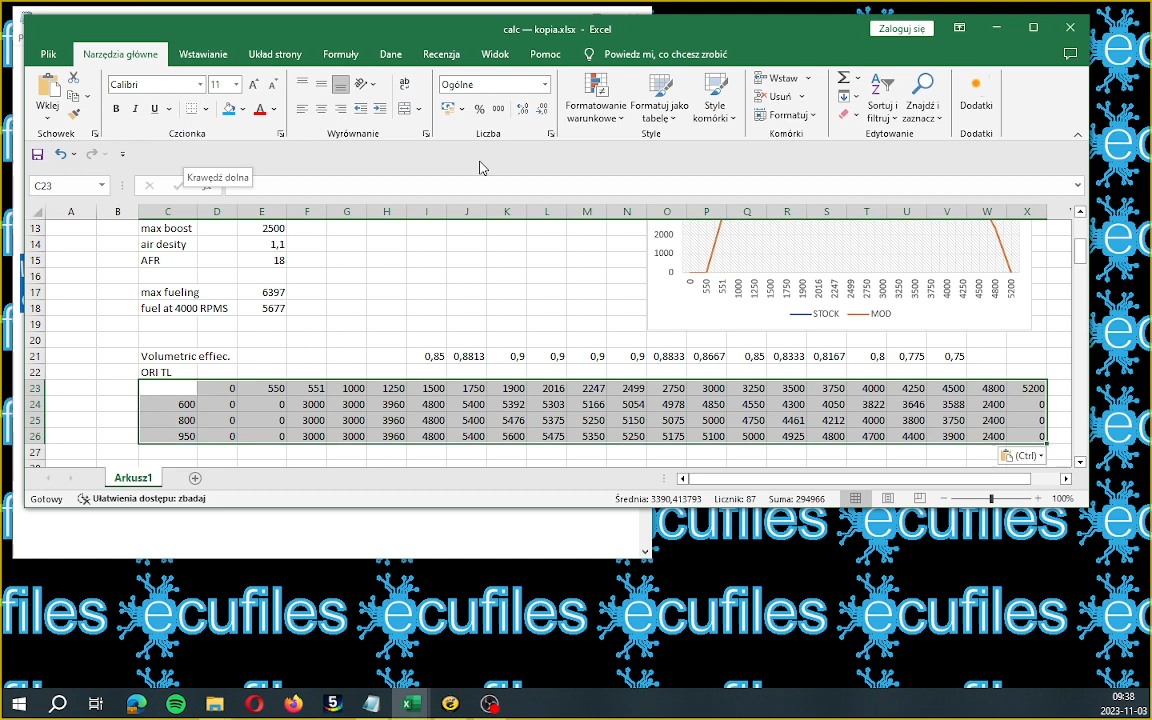 calc — kopia.xlsx - Excel
Zaloguj się
Plik Narzędzia główne Wstawianie Układ strony Formuły Dane Recenzja Widok Pomoc Powiedz mi, co chcesz zrobić
Wklej
Calibri 11
B I U
Ogólne
% 000
Formatowanie warunkowe
Formatuj jako tabelę
Style komórki
Wstaw
Usuń
Formatuj
Sortuj i filtruj
Znajdź i zaznacz
Dodatki
Schowek Czcionka Wyrównanie Liczba Style Komórki Edytowanie Dodatki
Krawędź dolna
C23
A B C D E F G H I J K L M N O P Q R S T U V W X
13 max boost 2500
14 air desity 1,1
15 AFR 18
16
17 max fueling 6397
18 fuel at 4000 RPMS 5677
19
20
2000
1000
0
0 550 551 1000 1250 1500 1750 1900 2016 2247 2499 2750 3000 3250 3500 3750 4000 4250 4500 4800 5200
STOCK MOD
21 Volumetric effiec. 0,85 0,8813 0,9 0,9 0,9 0,9 0,8833 0,8667 0,85 0,8333 0,8167 0,8 0,775 0,75
22 ORI TL
23 0 550 551 1000 1250 1500 1750 1900 2016 2247 2499 2750 3000 3250 3500 3750 4000 4250 4500 4800 5200
24 600 0 0 3000 3000 3960 4800 5400 5392 5303 5166 5054 4978 4850 4550 4300 4050 3822 3646 3588 2400 0
25 800 0 0 3000 3000 3960 4800 5400 5476 5375 5250 5150 5075 5000 4750 4461 4212 4000 3800 3750 2400 0
26 950 0 0 3000 3000 3960 4800 5400 5600 5475 5350 5250 5175 5100 5000 4925 4800 4700 4400 3900 2400 0
27
(Ctrl)
Arkusz1
Gotowy Ułatwienia dostępu: zbadaj Średnia: 3390,413793 Licznik: 87 Suma: 294966 100%
ecufiles ecufiles ecufiles
files ecufiles ecufiles ecufiles ecufiles
09:38
2023-11-03